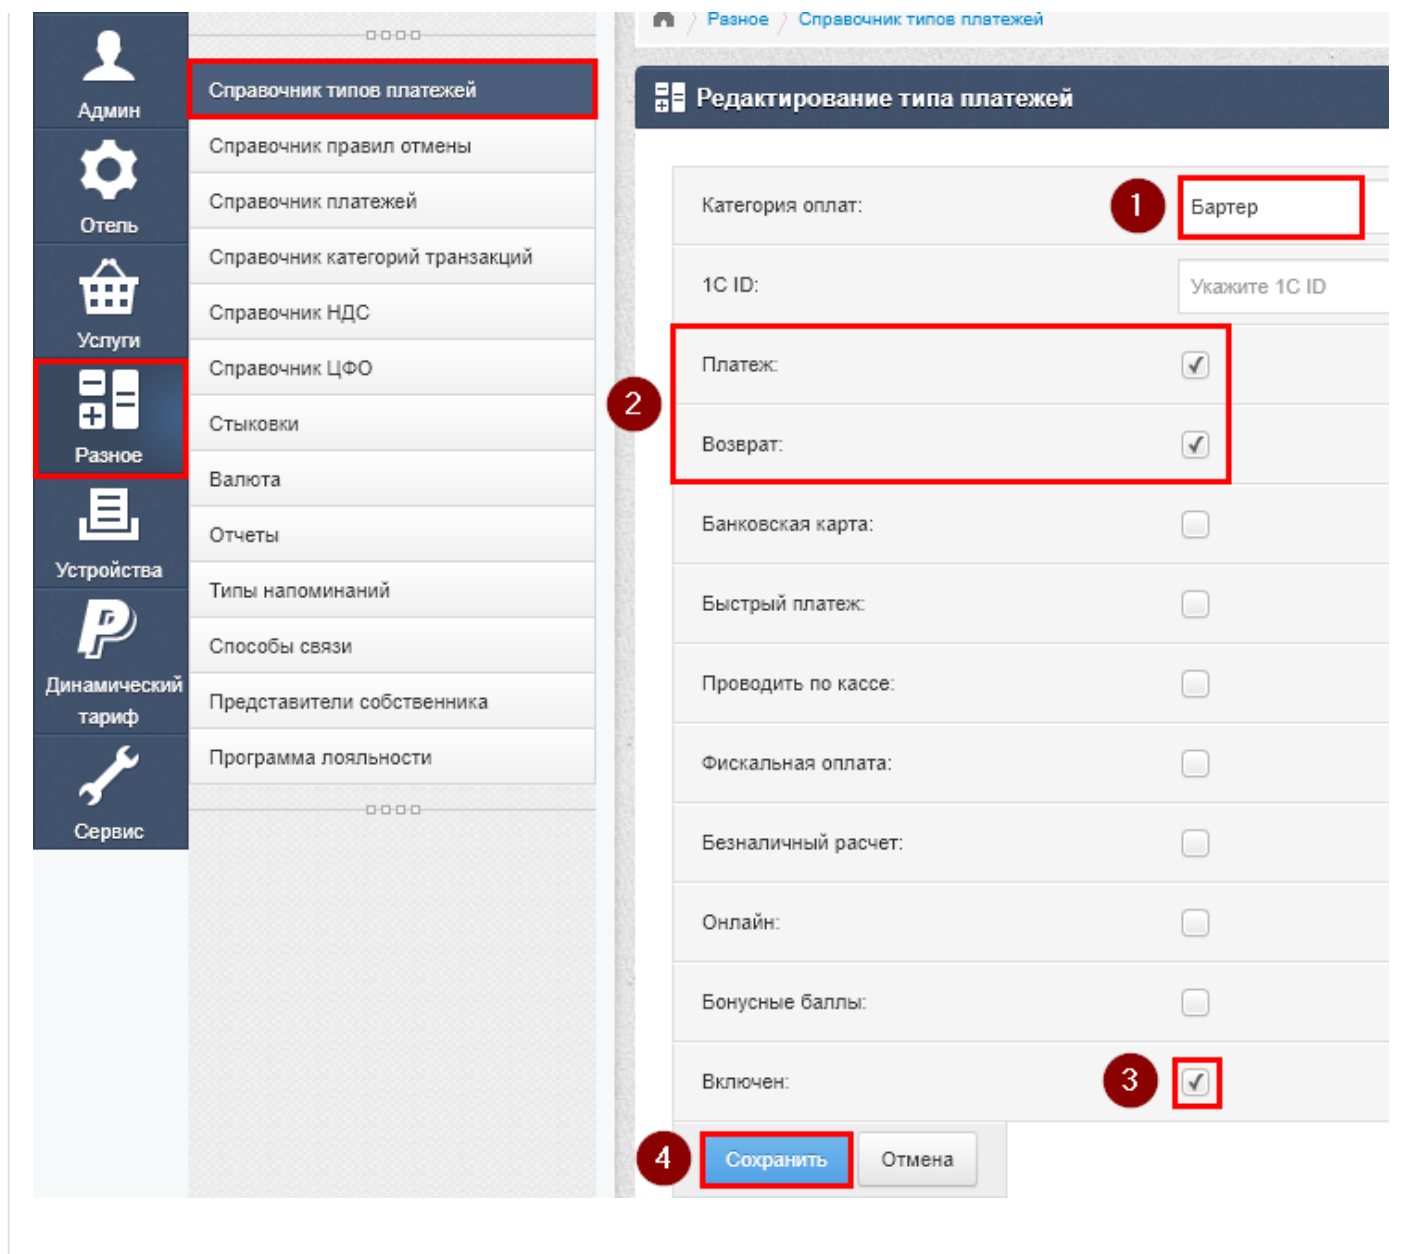 Админ
Отель
Услуги
Разное
Устройства
Динамический
тариф
Сервис
Справочник типов платежей
Справочник правил отмены
Справочник платежей
Справочник категорий транзакций
Справочник НДС
Справочник ЦФО
Стыковки
Валюта
Отчеты
Типы напоминаний
Способы связи
Представители собственника
Программа лояльности
Разное Справочник типов платежей
Редактирование типа платежей
Категория оплат: 1 Бартер
1С ID: Укажите 1С ID
2
Платеж:
Возврат:
Банковская карта:
Быстрый платеж:
Проводить по кассе:
Фискальная оплата:
Безналичный расчет:
Онлайн:
Бонусные баллы:
Включен: 3
4 Сохранить Отмена